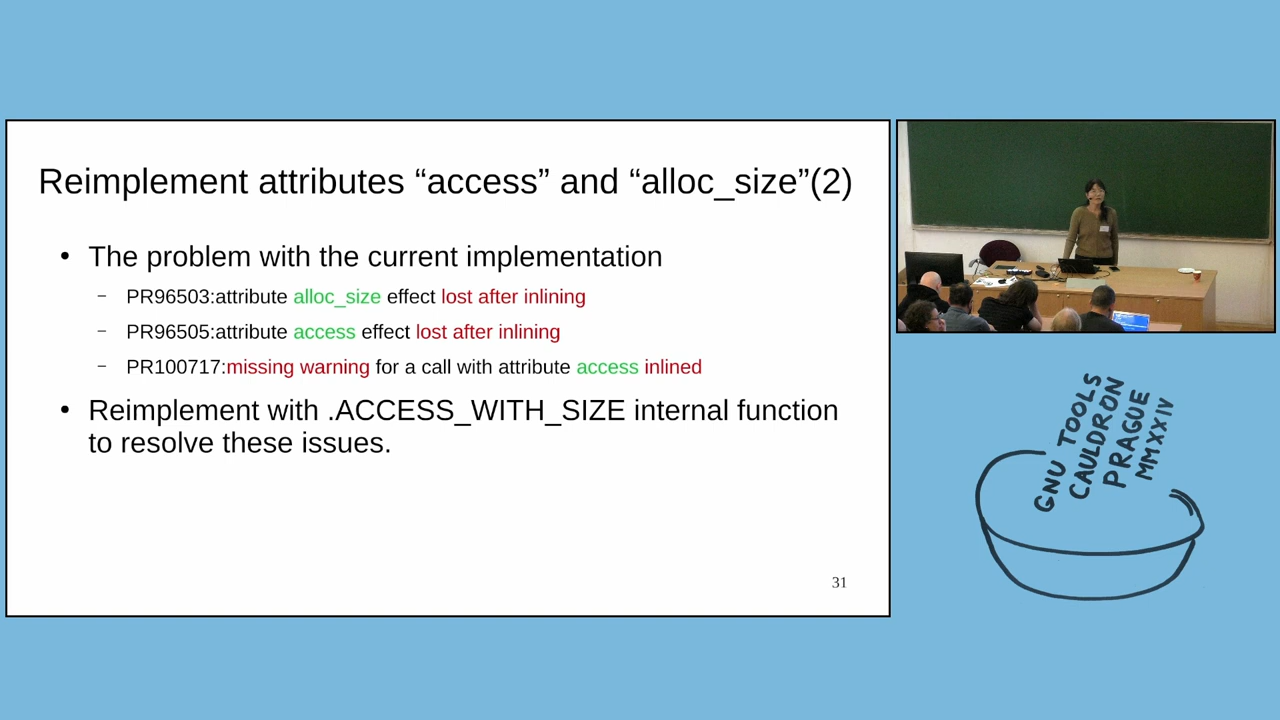 Reimplement attributes “access” and “alloc_size”(2)
• The problem with the current implementation
– PR96503:attribute alloc_size effect lost after inlining
– PR96505:attribute access effect lost after inlining
– PR100717:missing warning for a call with attribute access inlined
• Reimplement with .ACCESS_WITH_SIZE internal function
to resolve these issues.
31
GNU TOOLS
CAULDRON
PRAGUE
MMXXIV